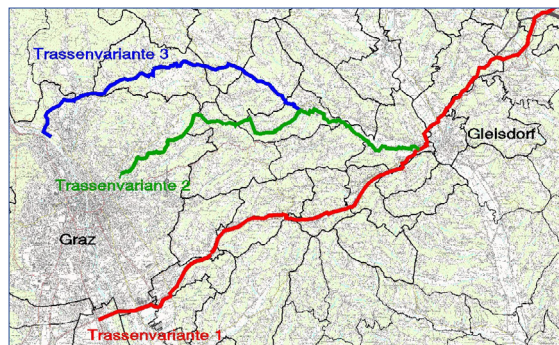 Trassenvariante 3
Gleisdorf
Trassenvariante 2
Graz
Trassenvariante 1